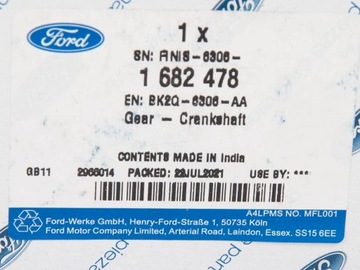 Ford
1 x
SN: FINIS-6306-
1 682 478
EN: BK2Q-6306-AA
Gear - Crankshaft
CONTENTS MADE IN India
GB11 2966014 PACKED: 22JUL2021 USE BY: ***
A4LPMS NO. MFL001
Ford-Werke GmbH, Henry-Ford-Straße 1, 50735 Köln
Ford Motor Company Limited, Arterial Road, Laindon, Essex. SS15 6EE